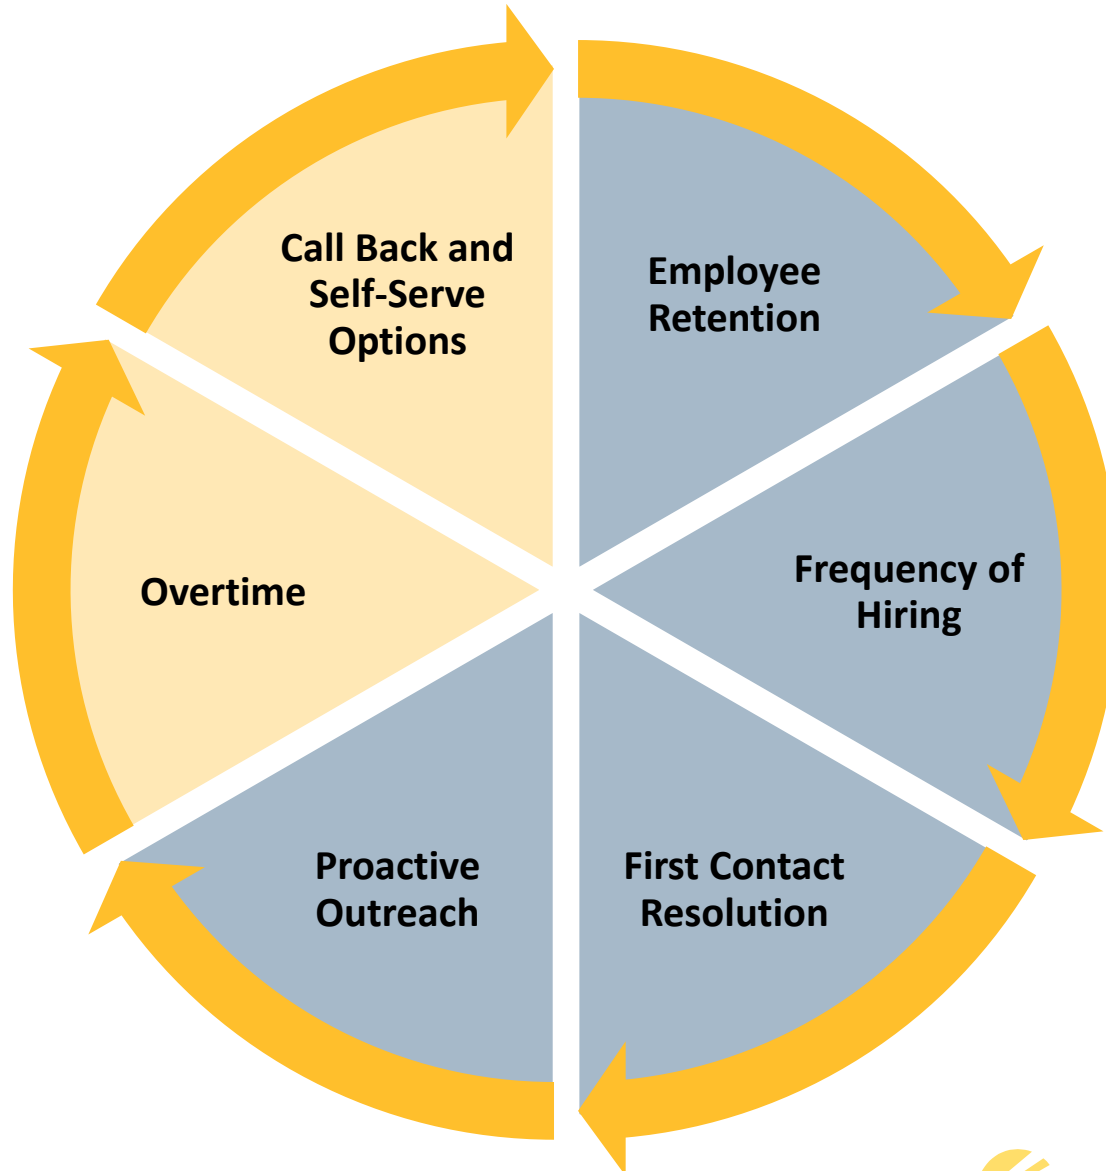 Call Back and
Self-Serve
Options
Employee
Retention
Frequency of
Hiring
First Contact
Resolution
Proactive
Outreach
Overtime